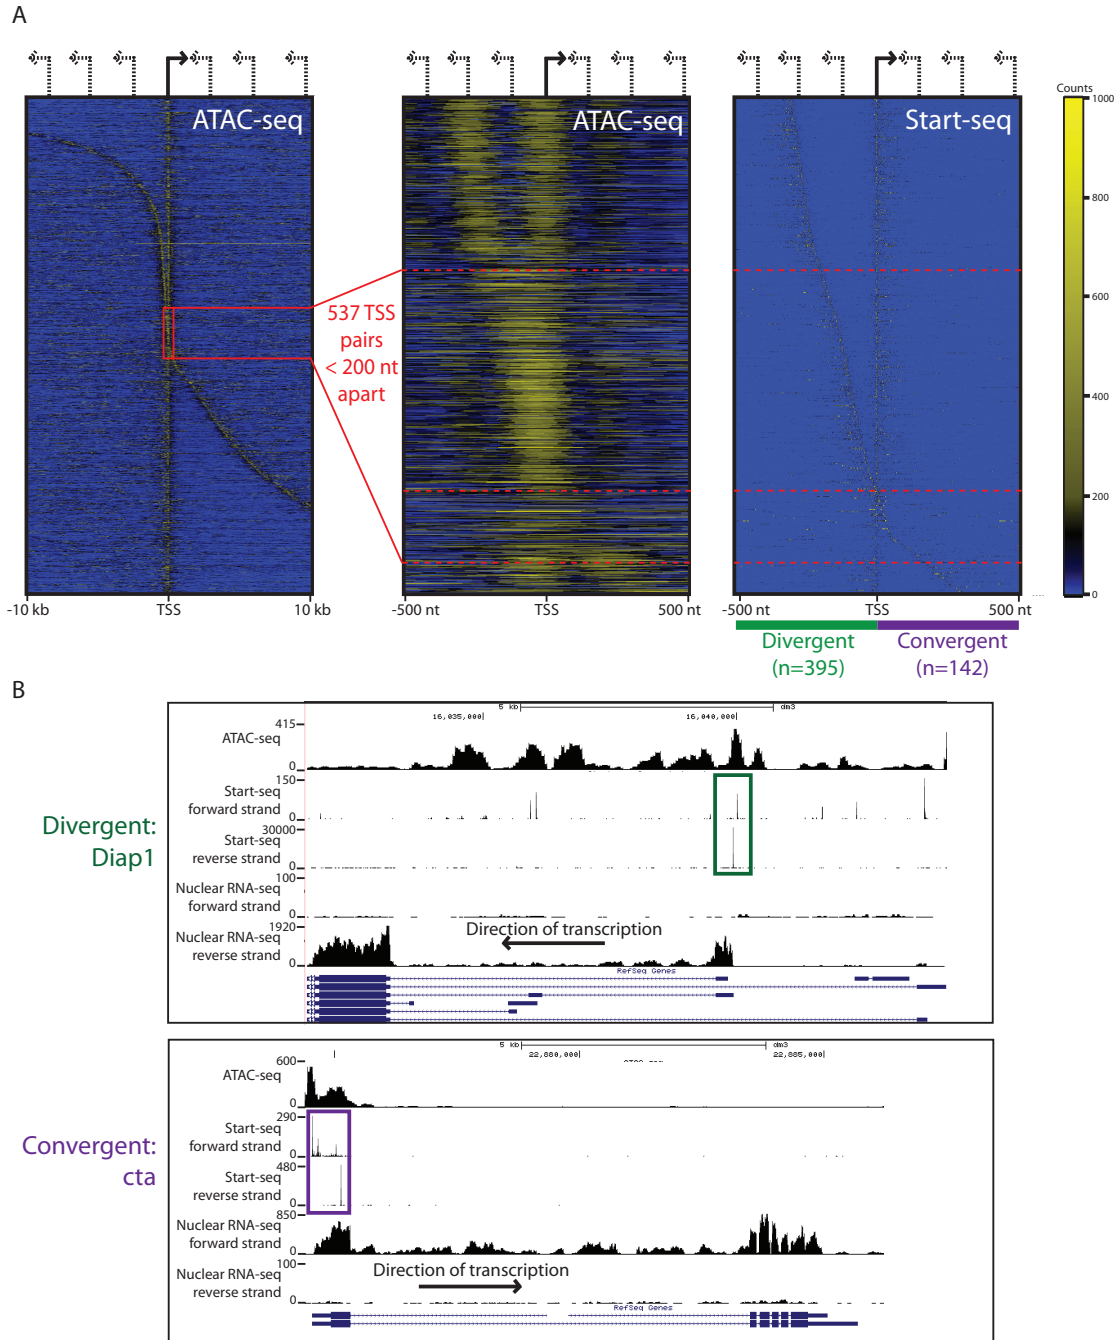 A
ATAC-seq
ATAC-seq
Start-seq
Counts
1000
800
600
400
200
0
537 TSS
pairs
< 200 nt
apart
-10 kb
TSS
10 kb
-500 nt
TSS
500 nt
-500 nt
TSS
500 nt
Divergent
(n=395)
Convergent
(n=142)
B
Divergent:
Diap1
5 kb
dm3
16,035,000
16,040,000
415
ATAC-seq
0
150
Start-seq
forward strand
0
30000
Start-seq
reverse strand
0
100
Nuclear RNA-seq
forward strand
0
1920
Nuclear RNA-seq
reverse strand
0
Direction of transcription
RefSeq Genes
Convergent:
cta
5 kb
dm3
22,880,000
22,885,000
600
ATAC-seq
0
290
Start-seq
forward strand
0
480
Start-seq
reverse strand
0
850
Nuclear RNA-seq
forward strand
0
100
Nuclear RNA-seq
reverse strand
0
Direction of transcription
RefSeq Genes